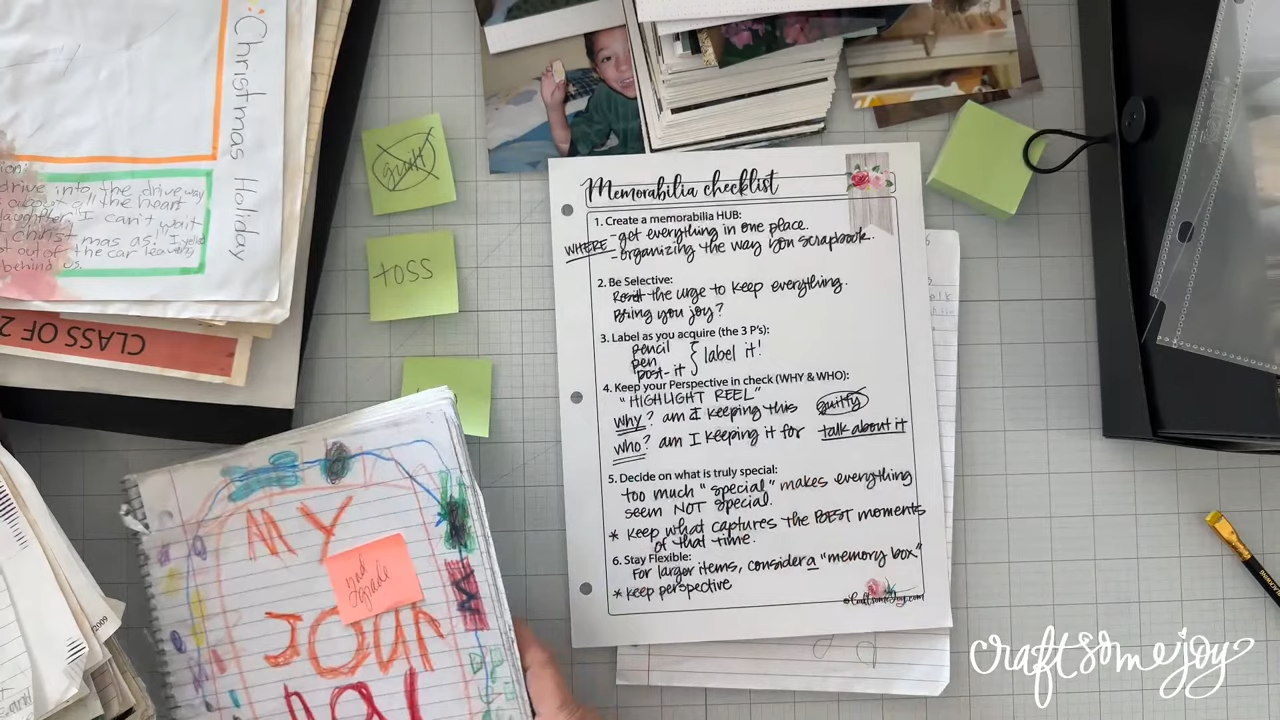 Christmas Holiday
drive into the driveway
all the heart
daughter I can't wait
Christmas as I yelled
out of the car leaving
behind us.
CLASS OF 2
2009
guilt
toss
MY
JOUR
nal
2nd
grade
Memorabilia checklist
1. Create a memorabilia HUB:
WHERE - get everything in one place.
- organizing the way you scrapbook.
2. Be Selective:
Resist the urge to keep everything.
Bring you joy?
3. Label as you acquire (the 3 P's):
pencil
pen
post-it } label it!
4. Keep your Perspective in check (WHY & WHO):
"HIGHLIGHT REEL"
why? am I keeping this guilty
who? am I keeping it for talk about it
5. Decide on what is truly special:
too much "special" makes everything
seem NOT special.
* Keep what captures the BEST moments
of that time.
6. Stay Flexible:
For larger items, consider a "memory box"
* keep perspective
©CraftsomeJoy.com
craftsomejoy